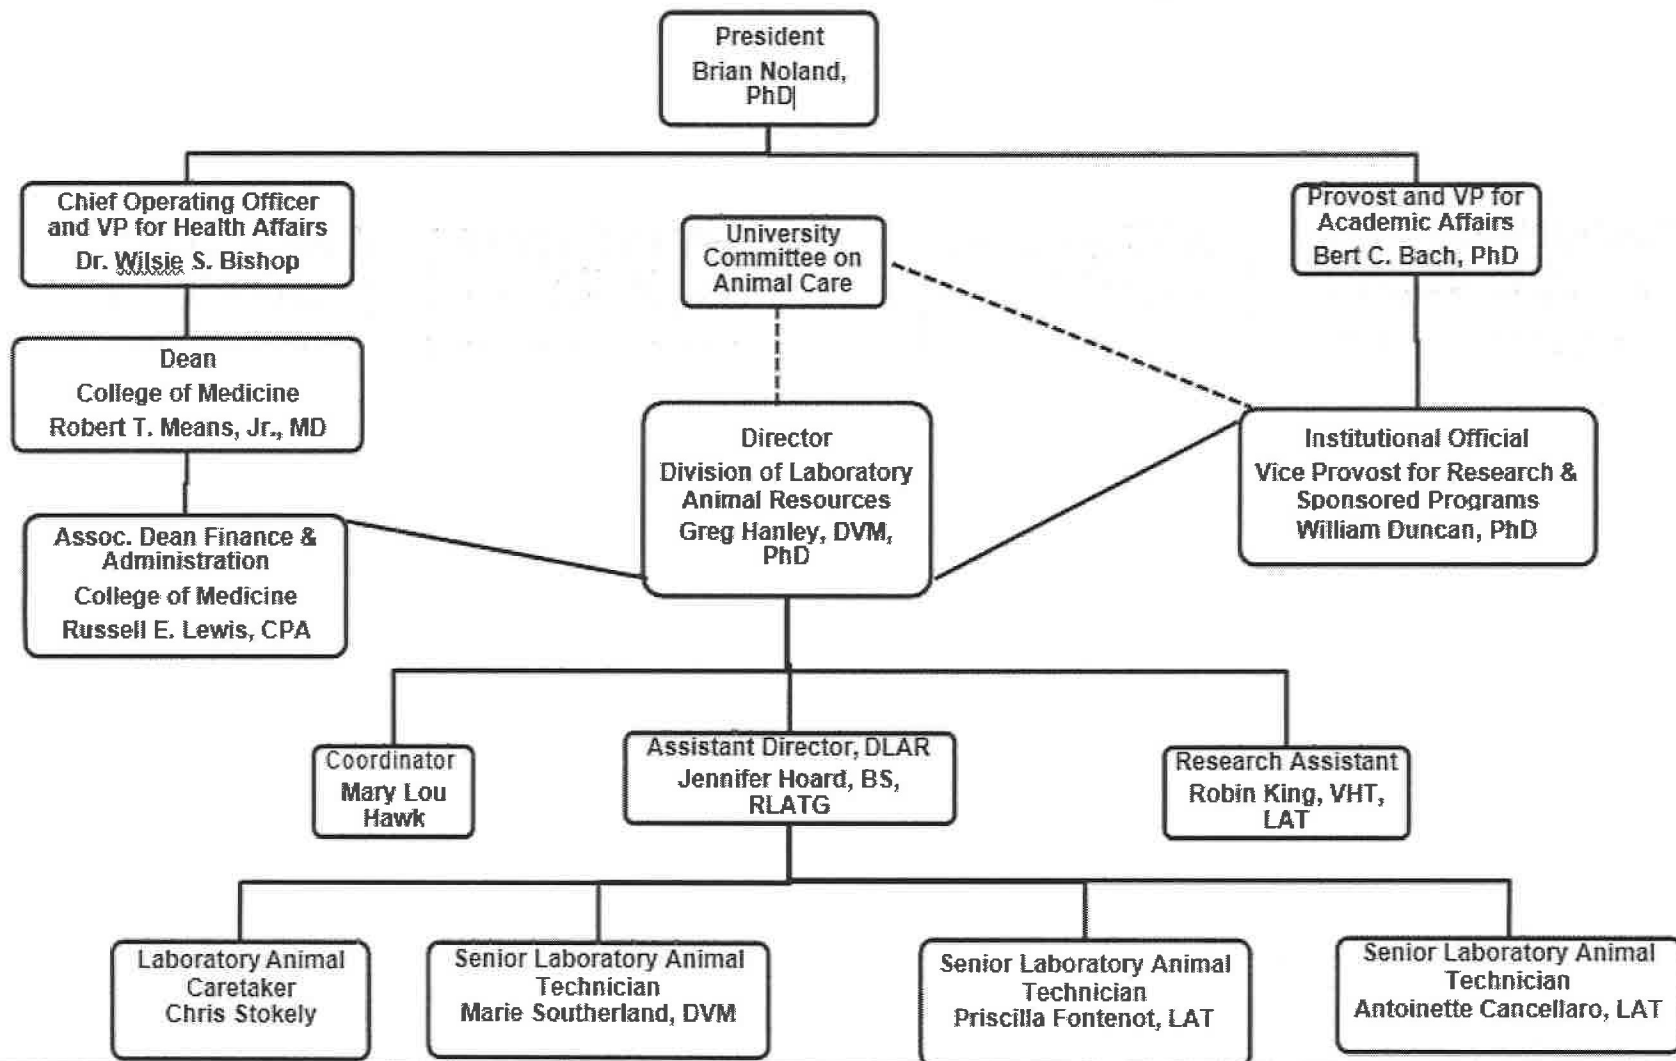 President
Brian Noland,
PhD
Chief Operating Officer
and VP for Health Affairs
Dr. Wilsie S. Bishop
University
Committee on
Animal Care
Provost and VP for
Academic Affairs
Bert C. Bach, PhD
Dean
College of Medicine
Robert T. Means, Jr., MD
Director
Division of Laboratory
Animal Resources
Greg Hanley, DVM,
PhD
Institutional Official
Vice Provost for Research &
Sponsored Programs
William Duncan, PhD
Assoc. Dean Finance &
Administration
College of Medicine
Russell E. Lewis, CPA
Coordinator
Mary Lou
Hawk
Assistant Director, DLAR
Jennifer Hoard, BS,
RLATG
Research Assistant
Robin King, VHT,
LAT
Laboratory Animal
Caretaker
Chris Stokely
Senior Laboratory Animal
Technician
Marie Southerland, DVM
Senior Laboratory Animal
Technician
Priscilla Fontenot, LAT
Senior Laboratory Animal
Technician
Antoinette Cancellaro, LAT